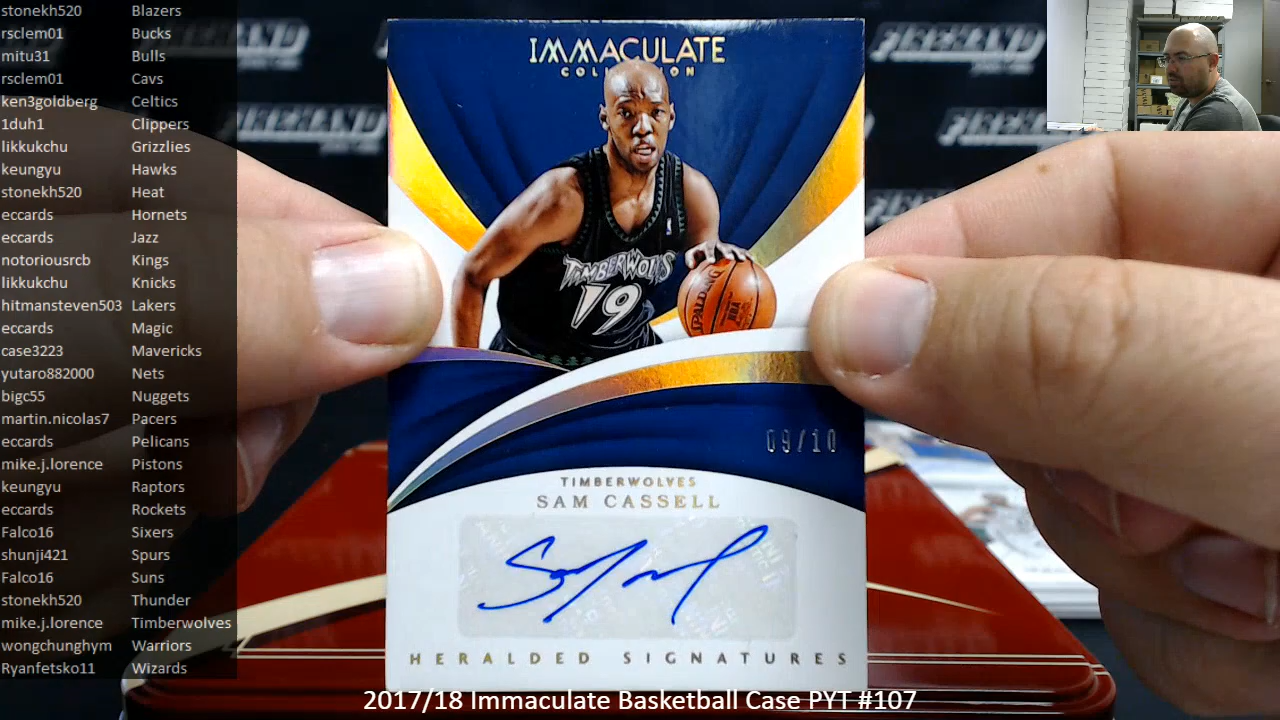 stonekh520 Blazers
rsclem01 Bucks
mitu31 Bulls
rsclem01 Cavs
ken3goldberg Celtics
1duh1 Clippers
likkukchu Grizzlies
keungyu Hawks
stonekh520 Heat
eccards Hornets
eccards Jazz
notoriousrcb Kings
likkukchu Knicks
hitmansteven503 Lakers
eccards Magic
case3223 Mavericks
yutaro882000 Nets
bigc55 Nuggets
martin.nicolas7 Pacers
eccards Pelicans
mike.j.lorence Pistons
keungyu Raptors
eccards Rockets
Falco16 Sixers
shunji421 Spurs
Falco16 Suns
stonekh520 Thunder
mike.j.lorence Timberwolves
wongchunghym Warriors
Ryanfetsko11 Wizards
IMMACULATE
TIMBERWOLVES
19
SPALDING
NBA
09/10
TIMBERWOLVES
SAM CASSELL
HERALDED SIGNATURES
2017/18 Immaculate Basketball Case PYT #107